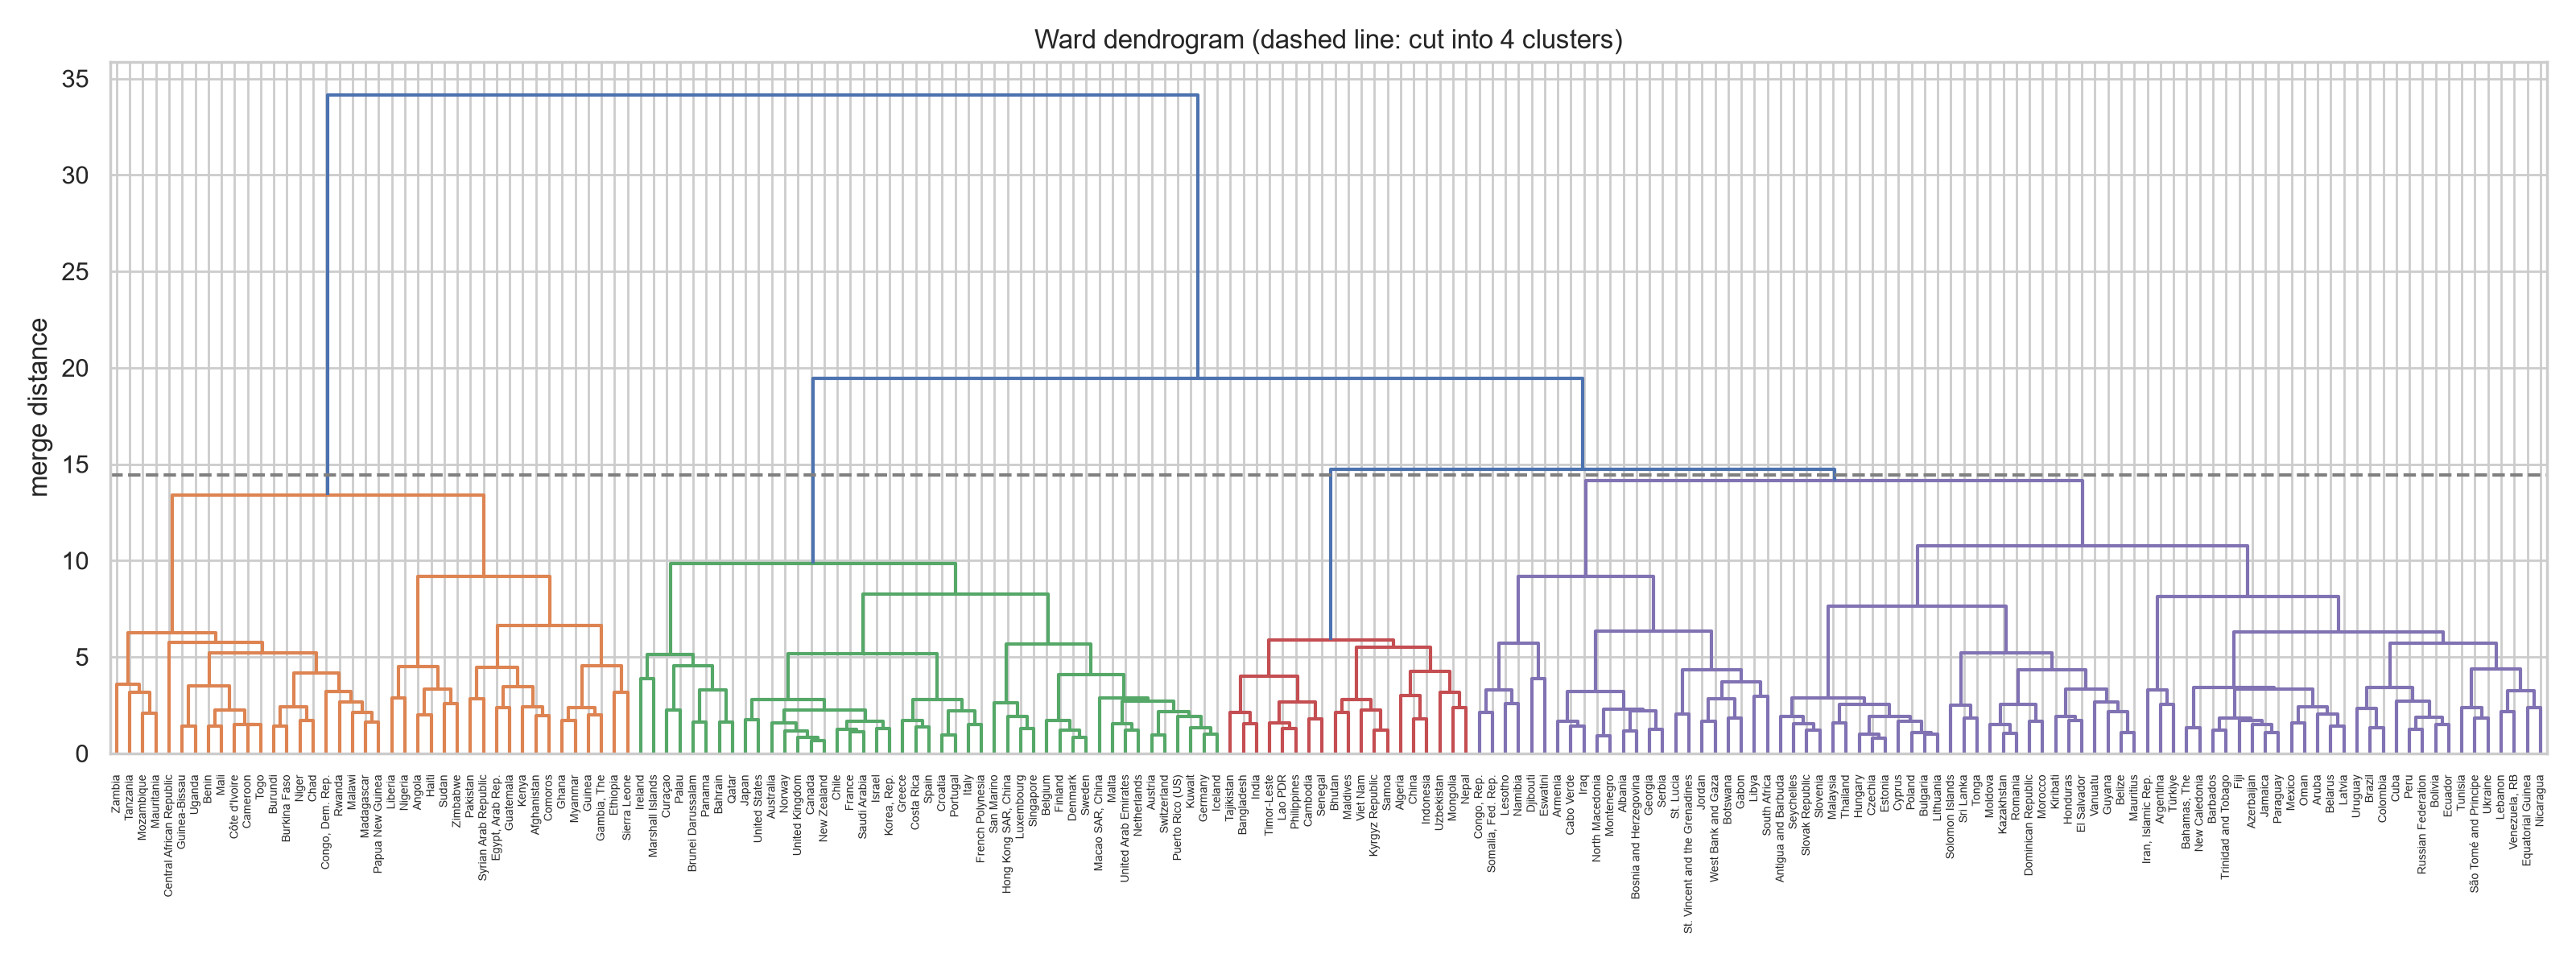 Ward dendrogram (dashed line: cut into 4 clusters)
merge distance
35
30
25
20
15
10
5
0
Zambia
Tanzania
Mozambique
Mauritania
Central African Republic
Guinea-Bissau
Uganda
Benin
Mali
Côte d'Ivoire
Cameroon
Togo
Burundi
Burkina Faso
Niger
Chad
Congo, Dem. Rep.
Rwanda
Malawi
Madagascar
Papua New Guinea
Liberia
Nigeria
Angola
Haiti
Sudan
Zimbabwe
Pakistan
Syrian Arab Republic
Egypt, Arab Rep.
Guatemala
Kenya
Afghanistan
Comoros
Ghana
Myanmar
Guinea
Gambia, The
Ethiopia
Sierra Leone
Ireland
Marshall Islands
Curaçao
Palau
Brunei Darussalam
Panama
Bahrain
Qatar
Japan
United States
Australia
Norway
United Kingdom
Canada
New Zealand
Chile
France
Saudi Arabia
Israel
Korea, Rep.
Greece
Costa Rica
Spain
Croatia
Portugal
Italy
French Polynesia
San Marino
Hong Kong SAR, China
Luxembourg
Singapore
Belgium
Finland
Denmark
Sweden
Macao SAR, China
Malta
United Arab Emirates
Netherlands
Austria
Switzerland
Puerto Rico (US)
Kuwait
Germany
Iceland
Tajikistan
Bangladesh
India
Timor-Leste
Lao PDR
Philippines
Cambodia
Senegal
Bhutan
Maldives
Viet Nam
Kyrgyz Republic
Samoa
Algeria
China
Indonesia
Uzbekistan
Mongolia
Nepal
Congo, Rep.
Somalia, Fed. Rep.
Lesotho
Namibia
Djibouti
Eswatini
Armenia
Cabo Verde
Iraq
North Macedonia
Montenegro
Albania
Bosnia and Herzegovina
Georgia
Serbia
St. Lucia
St. Vincent and the Grenadines
Jordan
West Bank and Gaza
Botswana
Gabon
Libya
South Africa
Antigua and Barbuda
Seychelles
Slovak Republic
Slovenia
Malaysia
Thailand
Hungary
Czechia
Estonia
Cyprus
Poland
Bulgaria
Lithuania
Solomon Islands
Sri Lanka
Tonga
Moldova
Kazakhstan
Romania
Dominican Republic
Morocco
Kiribati
Honduras
El Salvador
Vanuatu
Guyana
Belize
Mauritius
Iran, Islamic Rep.
Argentina
Türkiye
Bahamas, The
New Caledonia
Barbados
Trinidad and Tobago
Fiji
Azerbaijan
Jamaica
Paraguay
Mexico
Oman
Aruba
Belarus
Latvia
Uruguay
Brazil
Colombia
Cuba
Peru
Russian Federation
Bolivia
Ecuador
Tunisia
São Tomé and Principe
Ukraine
Lebanon
Venezuela, RB
Equatorial Guinea
Nicaragua